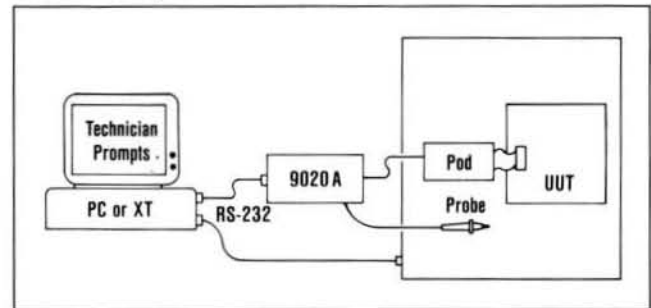 Technician
Prompts
PC or XT
RS-232
9020A
Pod
UUT
Probe